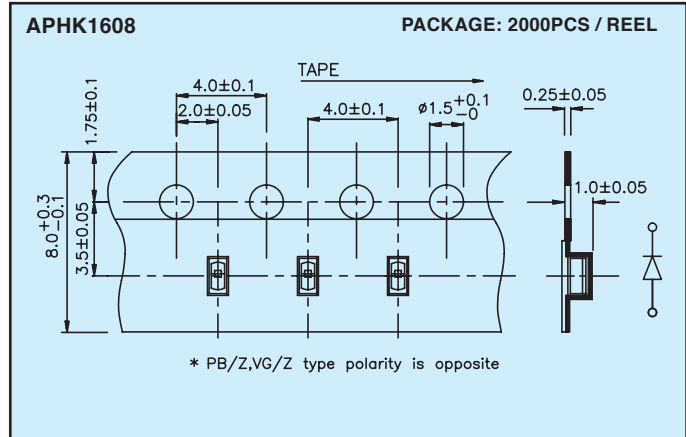 APHK1608
PACKAGE: 2000PCS / REEL
TAPE
4.0±0.1
2.0±0.05
4.0±0.1
ø1.5+0.1
-0
0.25±0.05
1.75±0.1
1.0±0.05
8.0+0.3
-0.1
3.5±0.05
* PB/Z,VG/Z type polarity is opposite